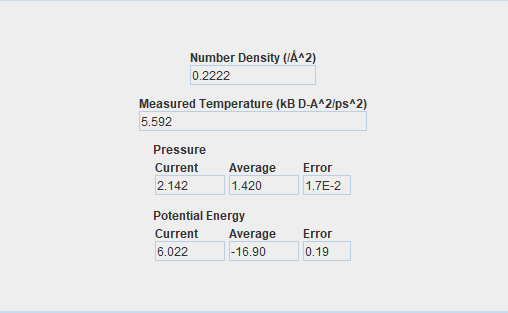 Number Density (/Å^2)
0.2222
Measured Temperature (kB D-A^2/ps^2)
5.592
Pressure
Current Average Error
2.142 1.420 1.7E-2
Potential Energy
Current Average Error
6.022 -16.90 0.19